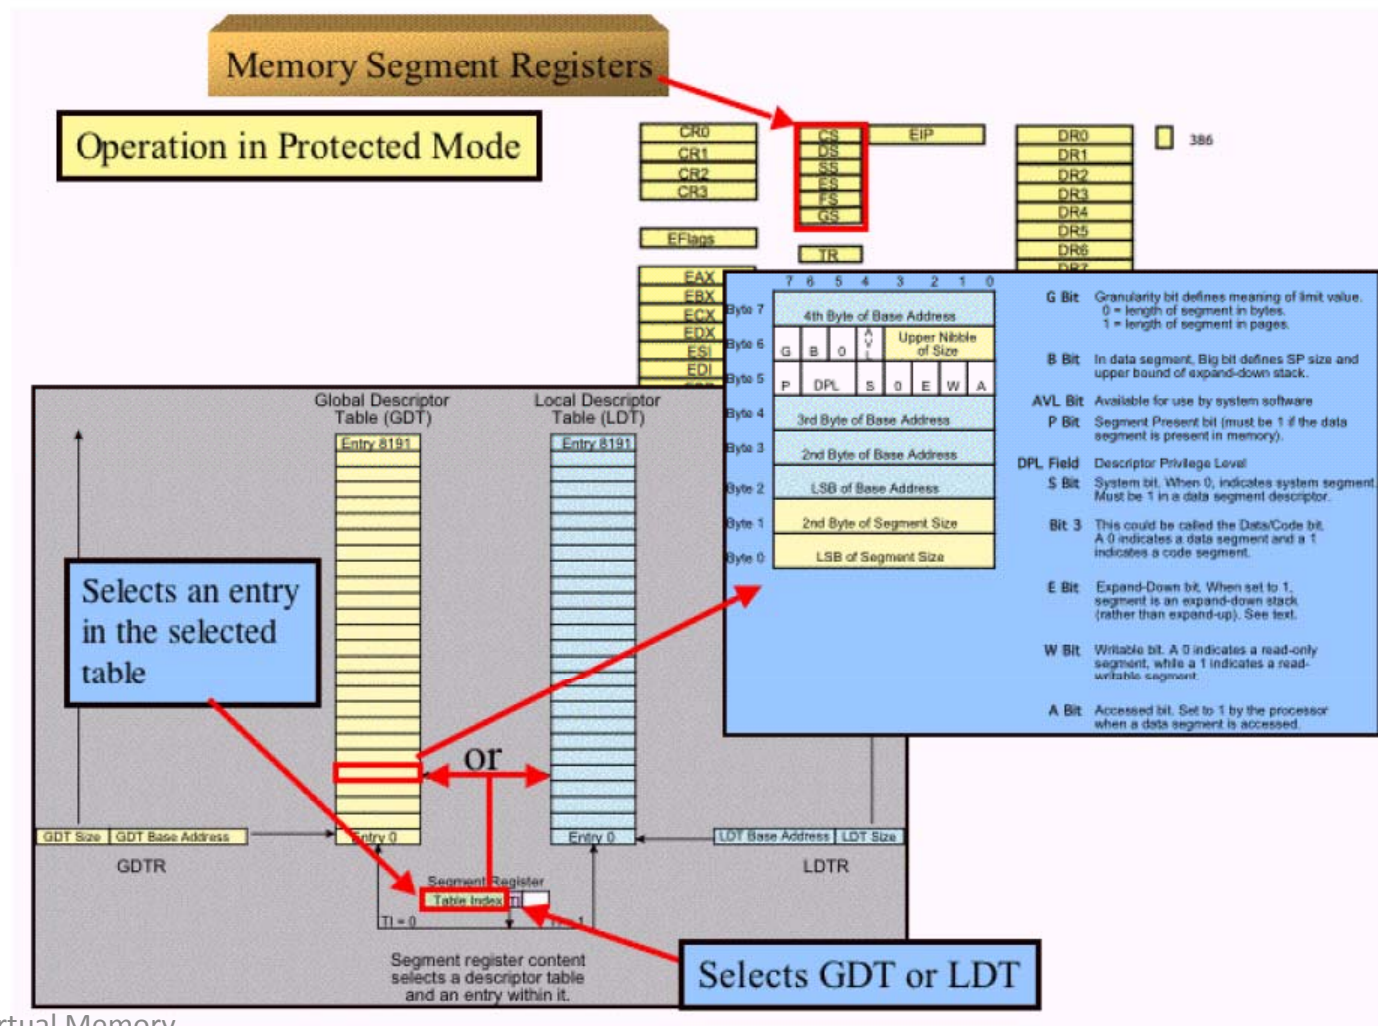 Memory Segment Registers
Operation in Protected Mode
CR0
CR1
CR2
CR3
EFlags
EAX
EBX
ECX
EDX
ESI
EDI
CS
DS
SS
ES
FS
GS
EIP
TR
DR0
DR1
DR2
DR3
DR4
DR5
DR6
DR7
386
7 6 5 4 3 2 1 0
Byte 7 4th Byte of Base Address
Byte 6 G B 0 AVL Upper Nibble of Size
Byte 5 P DPL S 0 E W A
Byte 4 3rd Byte of Base Address
Byte 3 2nd Byte of Base Address
Byte 2 LSB of Base Address
Byte 1 2nd Byte of Segment Size
Byte 0 LSB of Segment Size
G Bit Granularity bit defines meaning of limit value.
0 = length of segment in bytes.
1 = length of segment in pages.
B Bit In data segment, Big bit defines SP size and
upper bound of expand-down stack.
AVL Bit Available for use by system software
P Bit Segment Present bit (must be 1 if the data
segment is present in memory).
DPL Field Descriptor Privilege Level
S Bit System bit. When 0, indicates system segment.
Must be 1 in a data segment descriptor.
Bit 3 This could be called the Data/Code bit.
A 0 indicates a data segment and a 1
indicates a code segment.
E Bit Expand-Down bit. When set to 1,
segment is an expand-down stack
(rather than expand-up). See text.
W Bit Writable bit. A 0 indicates a read-only
segment, while a 1 indicates a read-
writable segment.
A Bit Accessed bit. Set to 1 by the processor
when a data segment is accessed.
Global Descriptor
Table (GDT)
Local Descriptor
Table (LDT)
Entry 8191
Entry 8191
Selects an entry
in the selected
table
or
GDT Size GDT Base Address
Entry 0
Entry 0
LDT Base Address LDT Size
GDTR
LDTR
Segment Register
Table Index TI
TI = 0
Segment register content
selects a descriptor table
and an entry within it.
Selects GDT or LDT
Memory